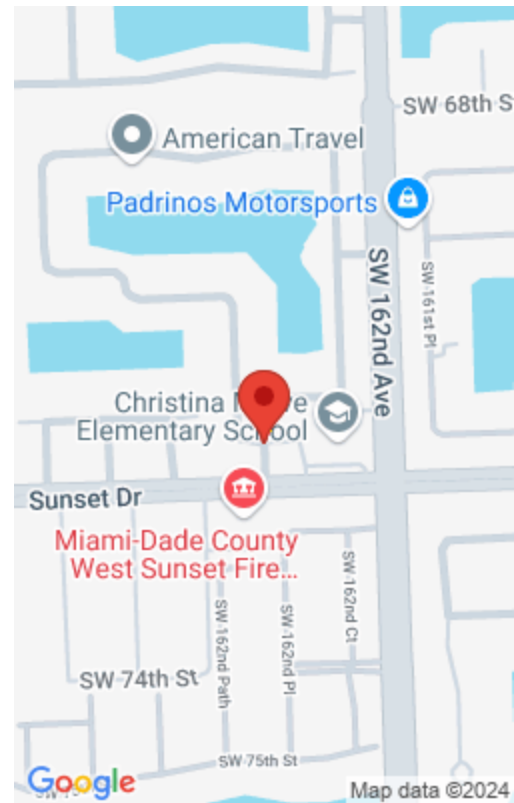 SW 68th S
American Travel
Padrinos Motorsports
SW 162nd Ave
SW 161st Pl
Christina
ve
Elementary School
Sunset Dr
Miami-Dade County
West Sunset Fire...
SW 162nd Ct
SW 162nd Path
SW 162nd Pl
SW 74th St
SW 75th St
Google
Map data ©2024